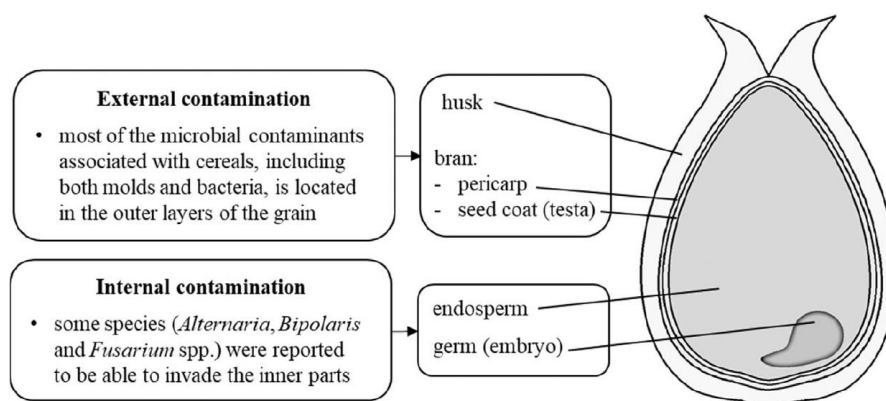 External contamination
• most of the microbial contaminants
associated with cereals, including
both molds and bacteria, is located
in the outer layers of the grain
husk
bran:
- pericarp
- seed coat (testa)
Internal contamination
• some species (Alternaria, Bipolaris
and Fusarium spp.) were reported
to be able to invade the inner parts
endosperm
germ (embryo)